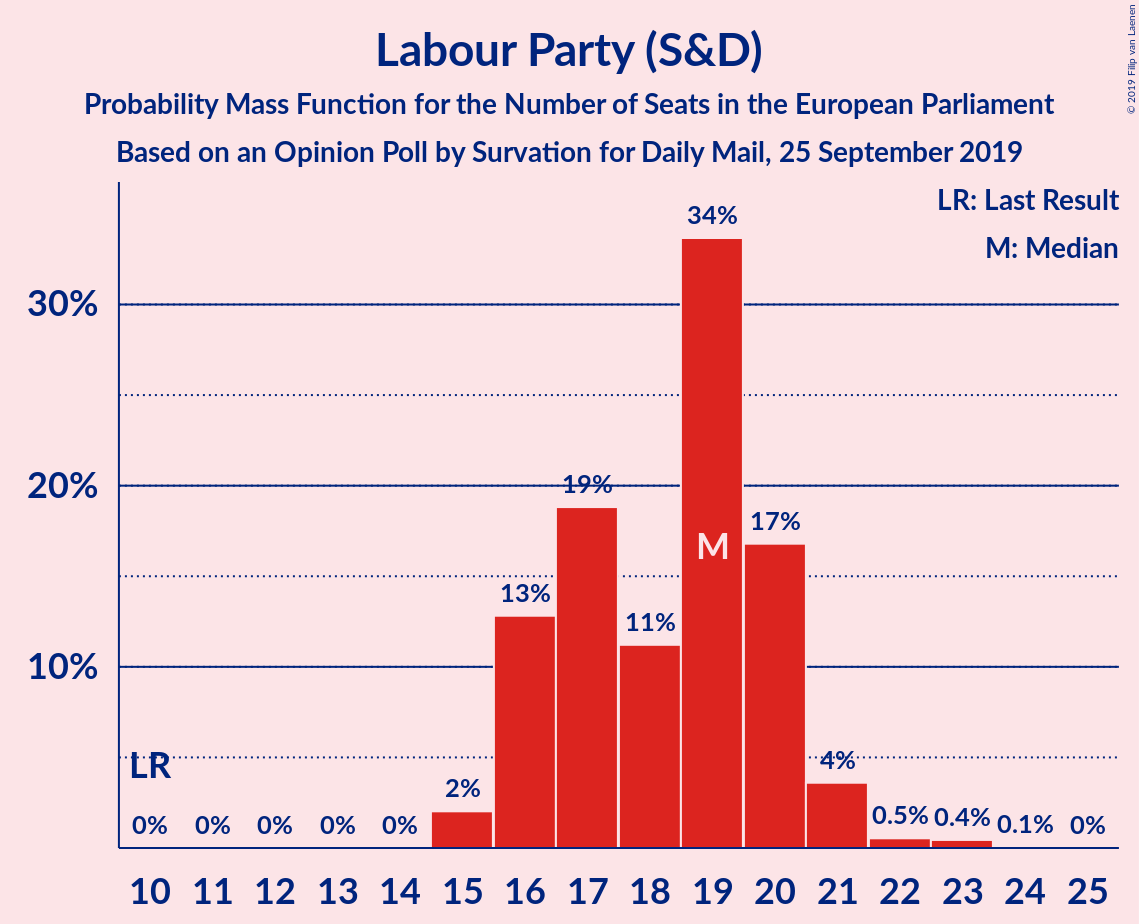 Labour Party (S&D)
Probability Mass Function for the Number of Seats in the European Parliament
Based on an Opinion Poll by Survation for Daily Mail, 25 September 2019
© 2019 Filip van Laenen
LR: Last Result
M: Median
34%
30%
20%
19%
17%
M
13%
11%
10%
LR
4%
2%
0% 0% 0% 0% 0% 0.5% 0.4% 0.1% 0%
10 11 12 13 14 15 16 17 18 19 20 21 22 23 24 25